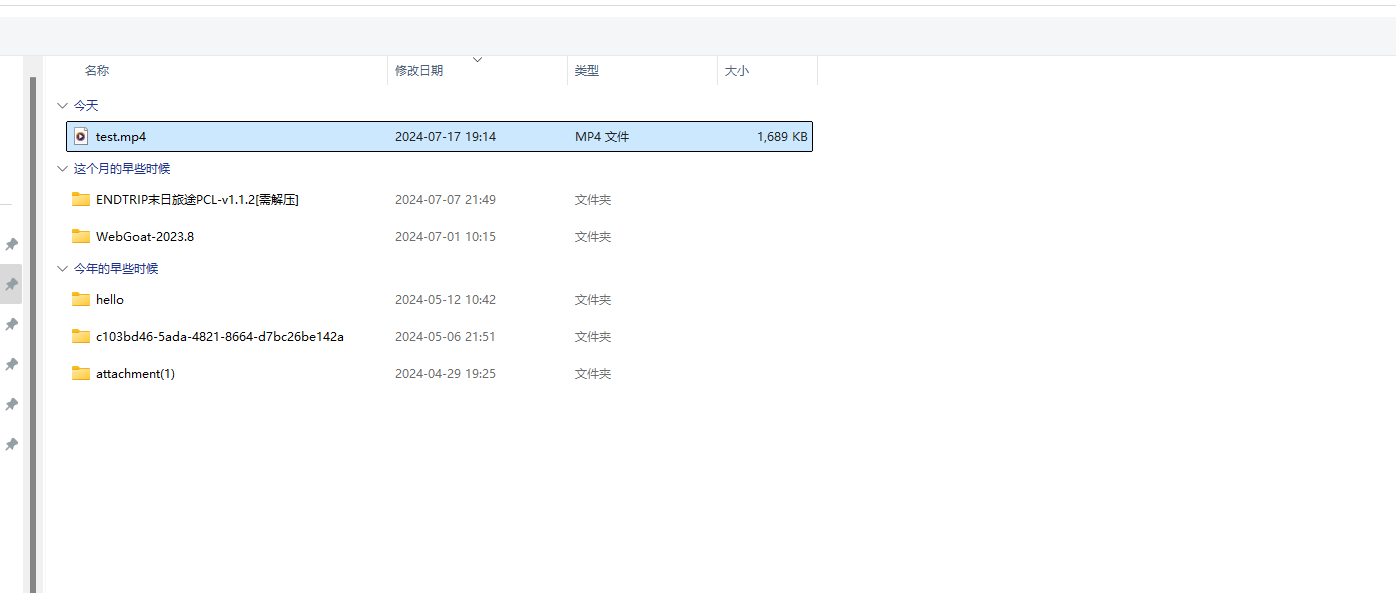 名称 修改日期 类型 大小
今天
test.mp4 2024-07-17 19:14 MP4 文件 1,689 KB
这个月的早些时候
ENDTRIP末日旅途PCL-v1.1.2[需解压] 2024-07-07 21:49 文件夹
WebGoat-2023.8 2024-07-01 10:15 文件夹
今年的早些时候
hello 2024-05-12 10:42 文件夹
c103bd46-5ada-4821-8664-d7bc26be142a 2024-05-06 21:51 文件夹
attachment(1) 2024-04-29 19:25 文件夹